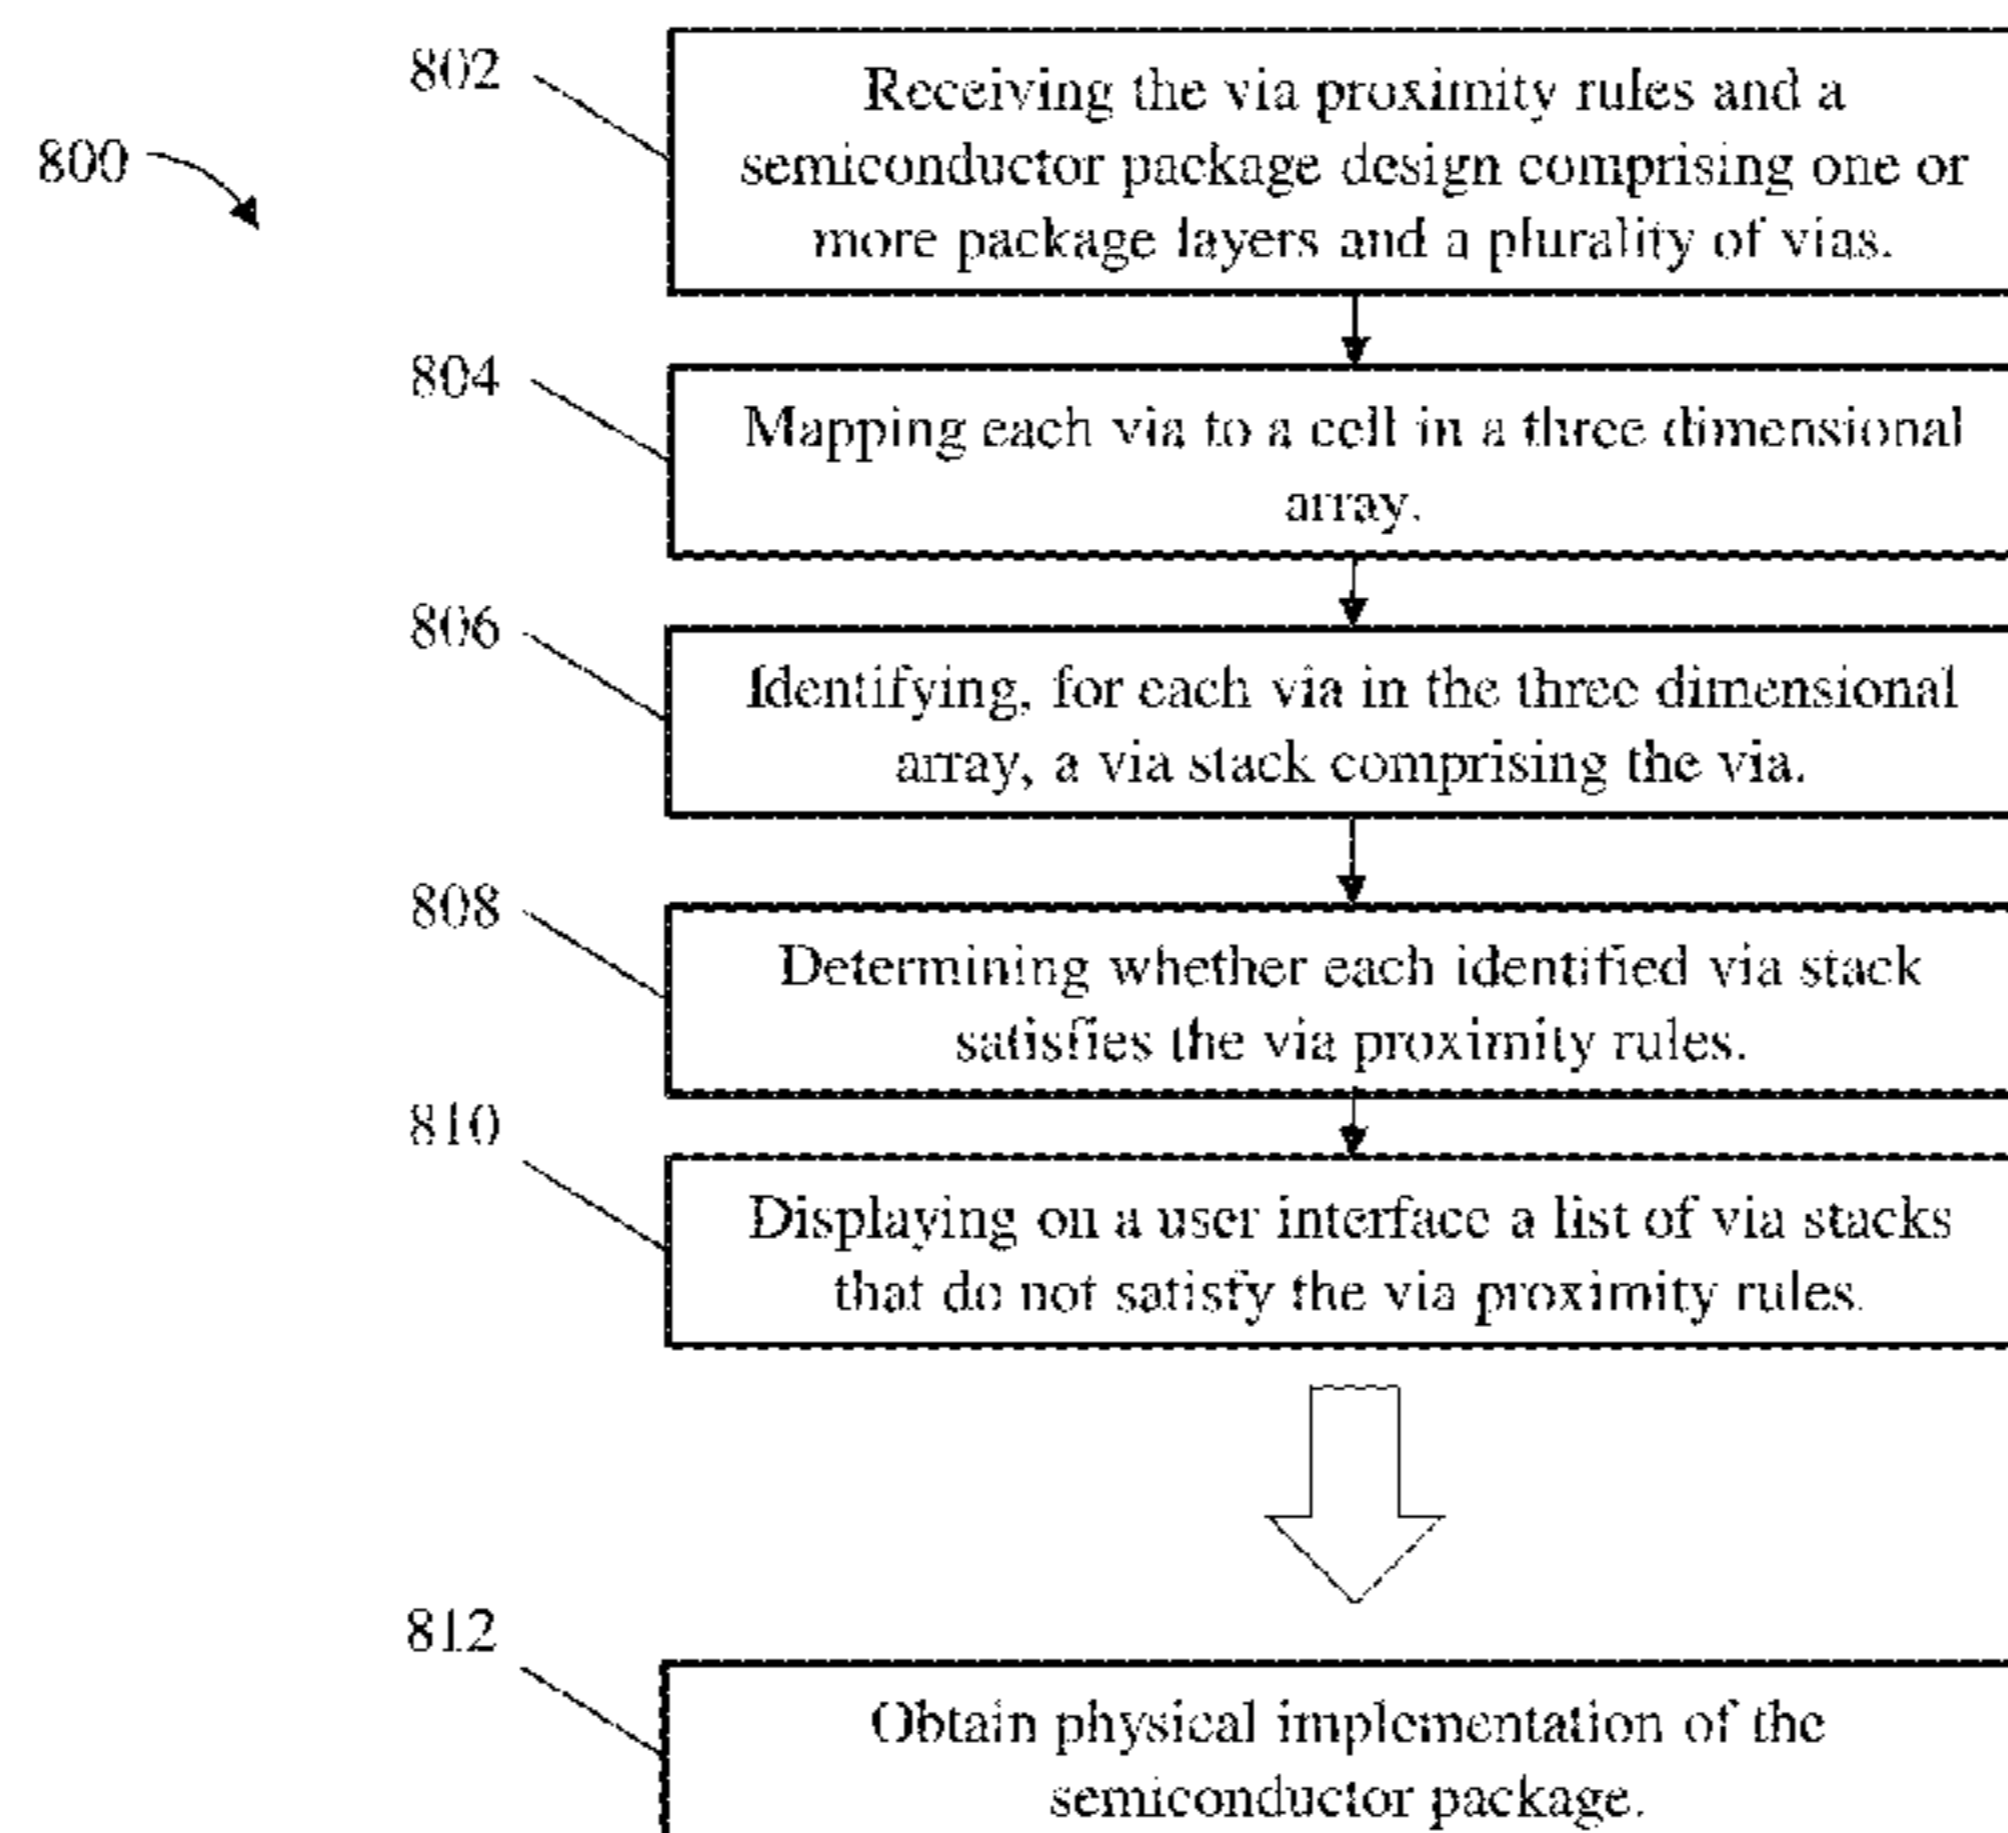 802
Receiving the via proximity rules and a
semiconductor package design comprising one or
more package layers and a plurality of vias.
800
804
Mapping each via to a cell in a three dimensional
array.
806
Identifying, for each via in the three dimensional
array, a via stack comprising the via.
808
Determining whether each identified via stack
satisfies the via proximity rules.
810
Displaying on a user interface a list of via stacks
that do not satisfy the via proximity rules.
812
Obtain physical implementation of the
semiconductor package.